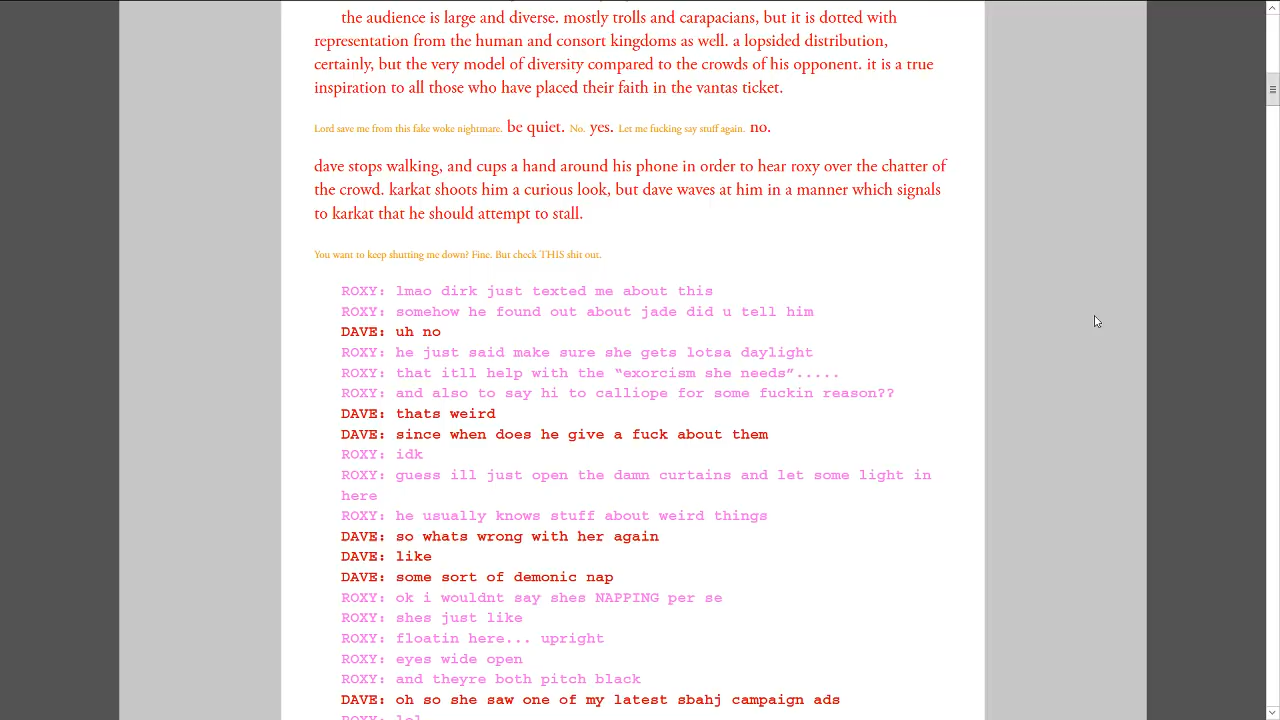 the audience is large and diverse. mostly trolls and carapacians, but it is dotted with
representation from the human and consort kingdoms as well. a lopsided distribution,
certainly, but the very model of diversity compared to the crowds of his opponent. it is a true
inspiration to all those who have placed their faith in the vantas ticket.
Lord save me from this fake woke nightmare. be quiet. No. yes. Let me fucking say stuff again. no.
dave stops walking, and cups a hand around his phone in order to hear roxy over the chatter of
the crowd. karkat shoots him a curious look, but dave waves at him in a manner which signals
to karkat that he should attempt to stall.
You want to keep shutting me down? Fine. But check THIS shit out.
ROXY: lmao dirk just texted me about this
ROXY: somehow he found out about jade did u tell him
DAVE: uh no
ROXY: he just said make sure she gets lotsa daylight
ROXY: that itll help with the “exorcism she needs”.....
ROXY: and also to say hi to calliope for some fuckin reason??
DAVE: thats weird
DAVE: since when does he give a fuck about them
ROXY: idk
ROXY: guess ill just open the damn curtains and let some light in
here
ROXY: he usually knows stuff about weird things
DAVE: so whats wrong with her again
DAVE: like
DAVE: some sort of demonic nap
ROXY: ok i wouldnt say shes NAPPING per se
ROXY: shes just like
ROXY: floatin here... upright
ROXY: eyes wide open
ROXY: and theyre both pitch black
DAVE: oh so she saw one of my latest sbahj campaign ads
ROXY: lol